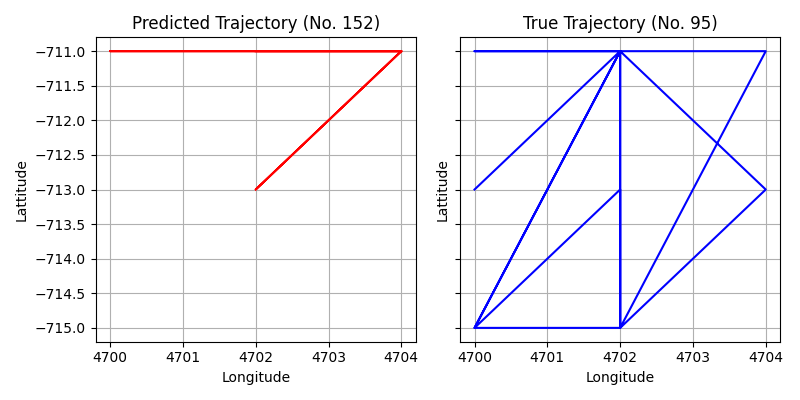 Predicted Trajectory (No. 152)
True Trajectory (No. 95)
Lattitude
−711.0
−711.5
−712.0
−712.5
−713.0
−713.5
−714.0
−714.5
−715.0
4700 4701 4702 4703 4704
Longitude
Lattitude
4700 4701 4702 4703 4704
Longitude